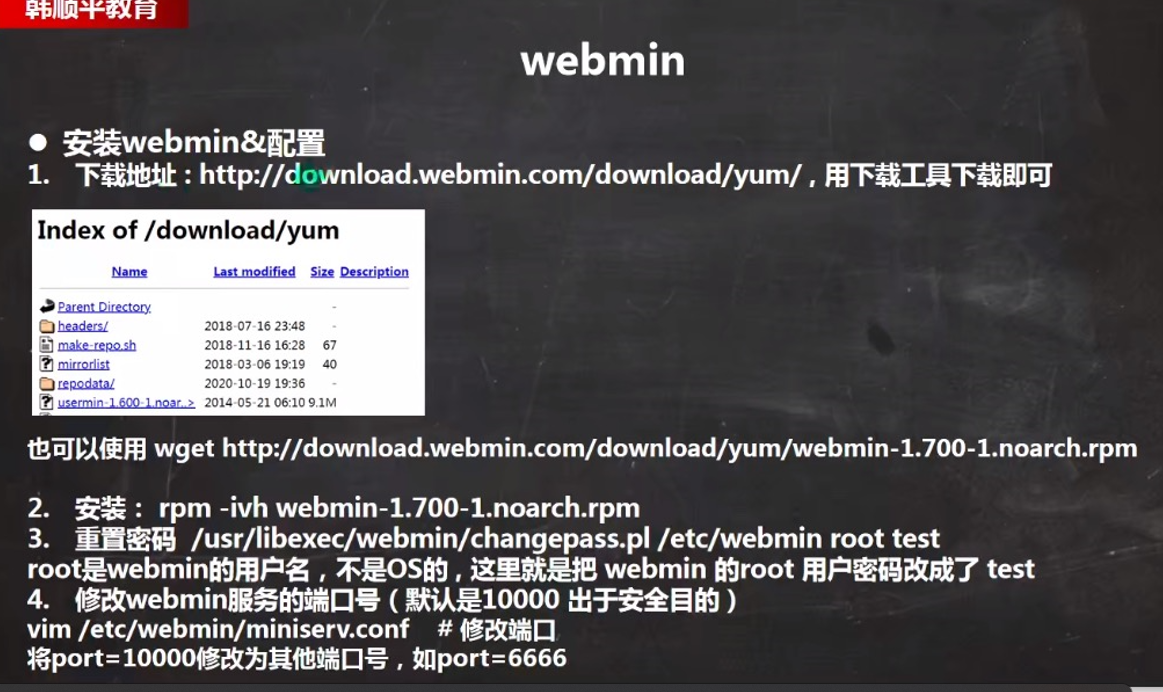 韩顺平教育
webmin
● 安装webmin&配置
1. 下载地址 : http://download.webmin.com/download/yum/ , 用下载工具下载即可
Index of /download/yum
Name Last modified Size Description
Parent Directory -
headers/ 2018-07-16 23:48 -
make-repo.sh 2018-11-16 16:28 67
mirrorlist 2018-03-06 19:19 40
repodata/ 2020-10-19 19:36 -
usermin-1.600-1.noar..> 2014-05-21 06:10 9.1M
也可以使用 wget http://download.webmin.com/download/yum/webmin-1.700-1.noarch.rpm
2. 安装 : rpm -ivh webmin-1.700-1.noarch.rpm
3. 重置密码 /usr/libexec/webmin/changepass.pl /etc/webmin root test
root是webmin的用户名 , 不是OS的 , 这里就是把 webmin 的root 用户密码改成了 test
4. 修改webmin服务的端口号 ( 默认是10000 出于安全目的 )
vim /etc/webmin/miniserv.conf # 修改端口
将port=10000修改为其他端口号 , 如port=6666